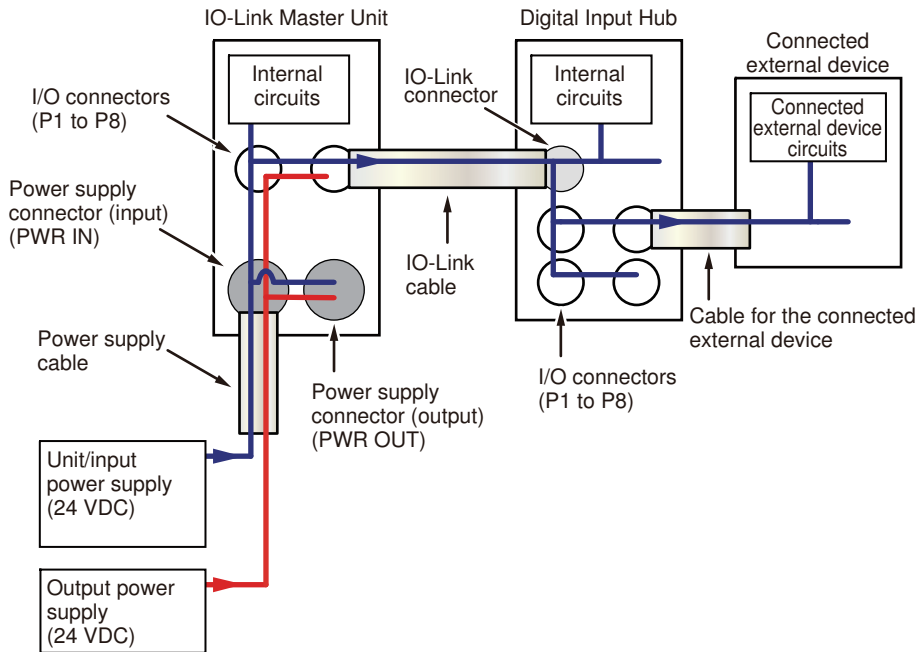 IO-Link Master Unit
Digital Input Hub
Connected
external device
Internal
circuits
IO-Link
connector
Internal
circuits
Connected
external device
circuits
I/O connectors
(P1 to P8)
Power supply
connector (input)
(PWR IN)
IO-Link
cable
Cable for the connected
external device
Power supply
cable
Power supply
connector (output)
(PWR OUT)
I/O connectors
(P1 to P8)
Unit/input
power supply
(24 VDC)
Output power
supply
(24 VDC)